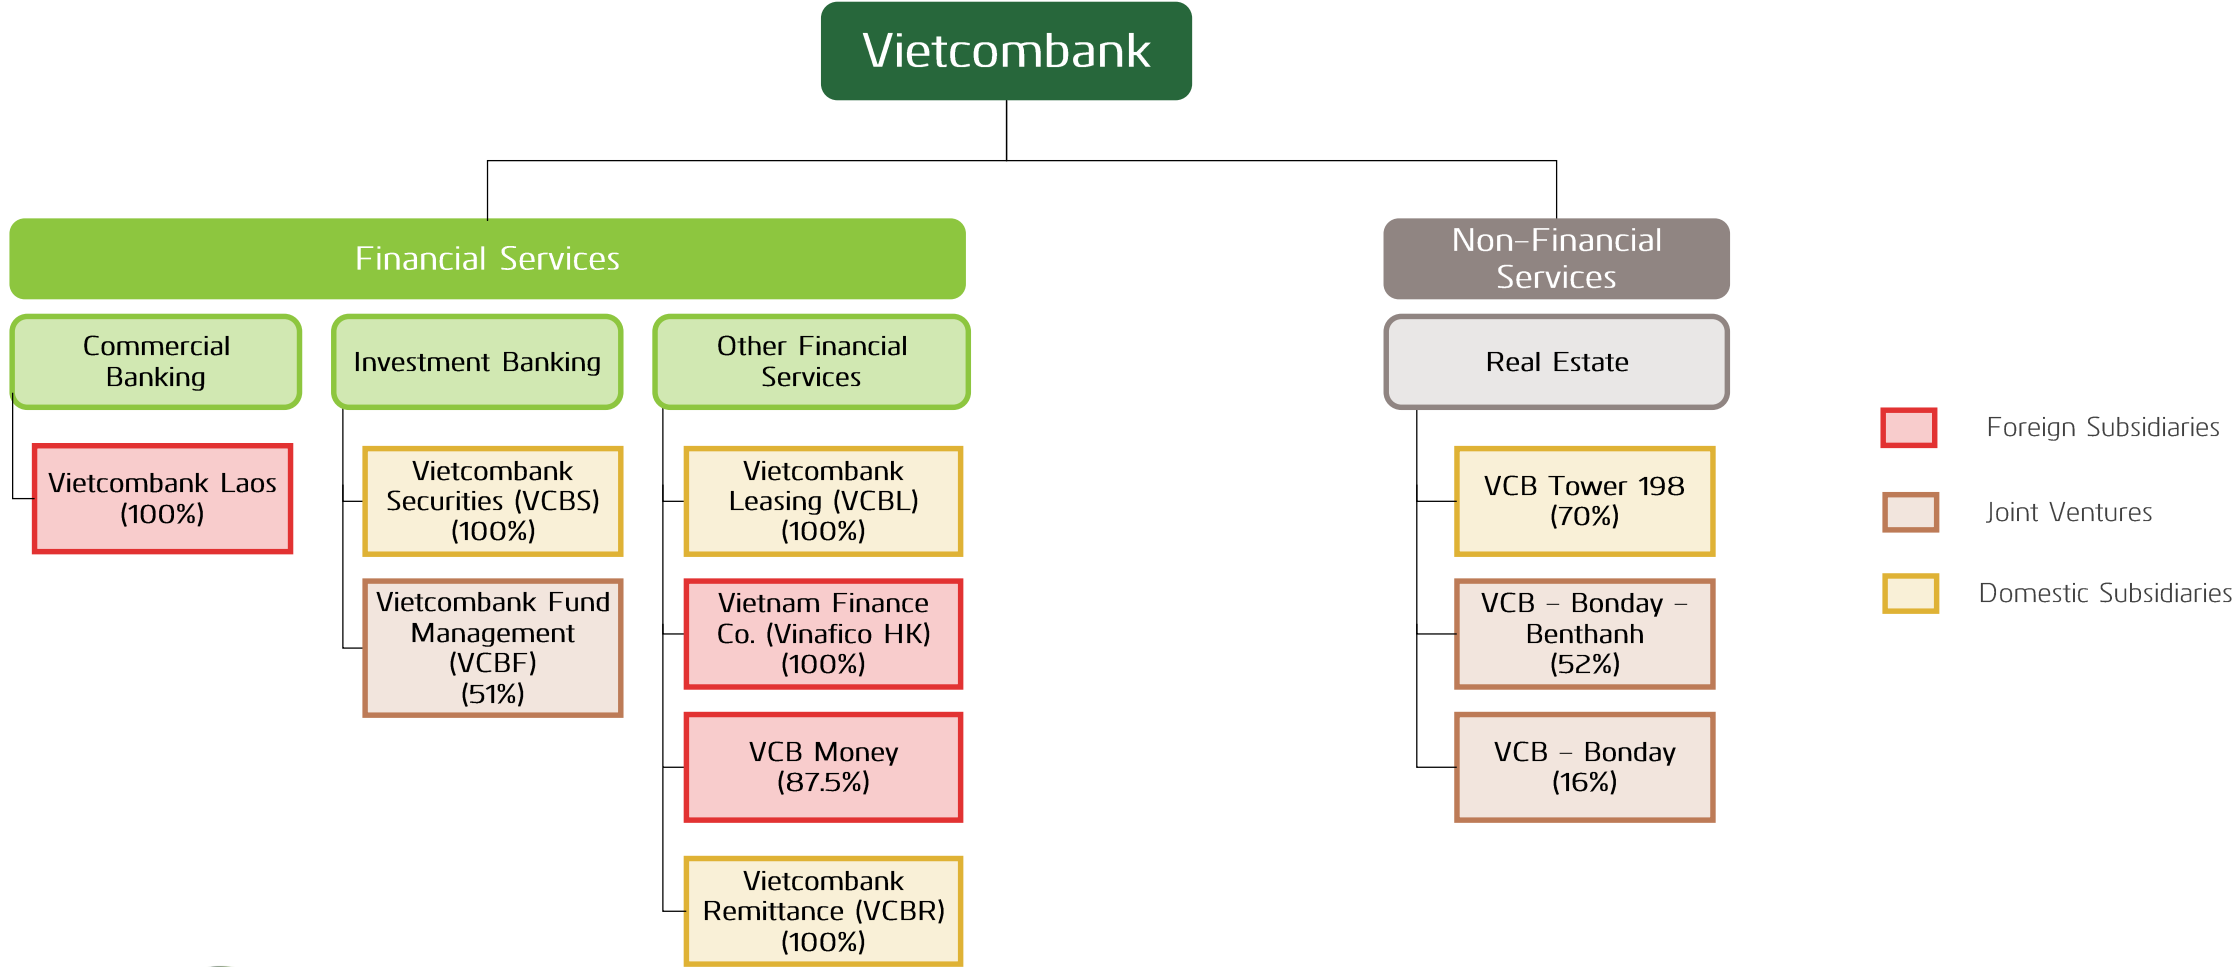 Vietcombank
Financial Services
Non-Financial
Services
Commercial
Banking
Investment Banking
Other Financial
Services
Real Estate
Vietcombank Laos
(100%)
Vietcombank
Securities (VCBS)
(100%)
Vietcombank Fund
Management
(VCBF)
(51%)
Vietcombank
Leasing (VCBL)
(100%)
Vietnam Finance
Co. (Vinafico HK)
(100%)
VCB Money
(87.5%)
Vietcombank
Remittance (VCBR)
(100%)
VCB Tower 198
(70%)
VCB – Bonday –
Benthanh
(52%)
VCB – Bonday
(16%)
Foreign Subsidiaries
Joint Ventures
Domestic Subsidiaries